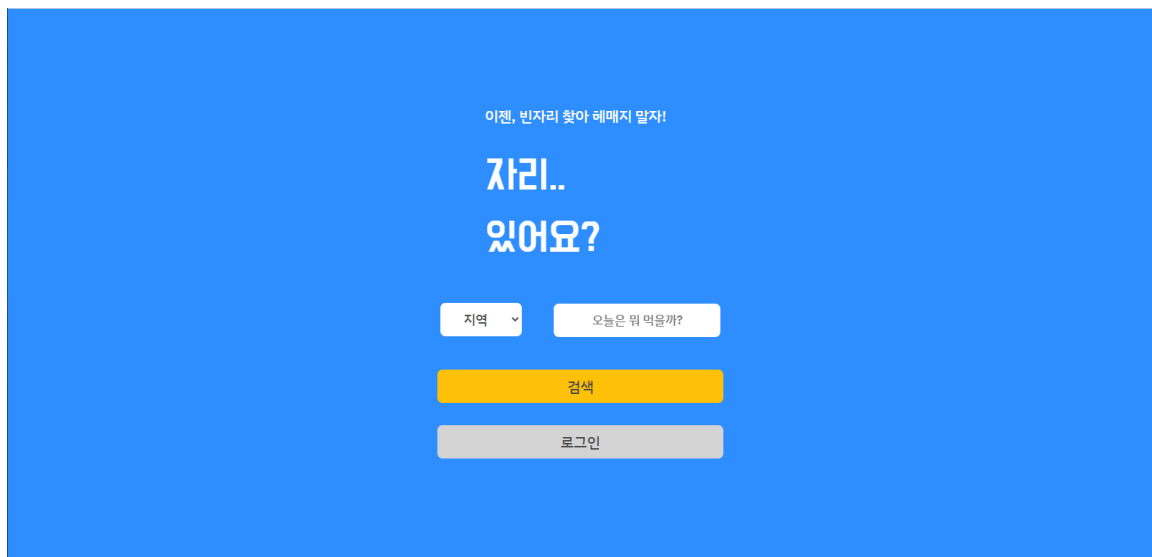 이젠, 빈자리 찾아 헤매지 말자!
자리..
있어요?
지역 오늘은 뭐 먹을까?
검색
로그인